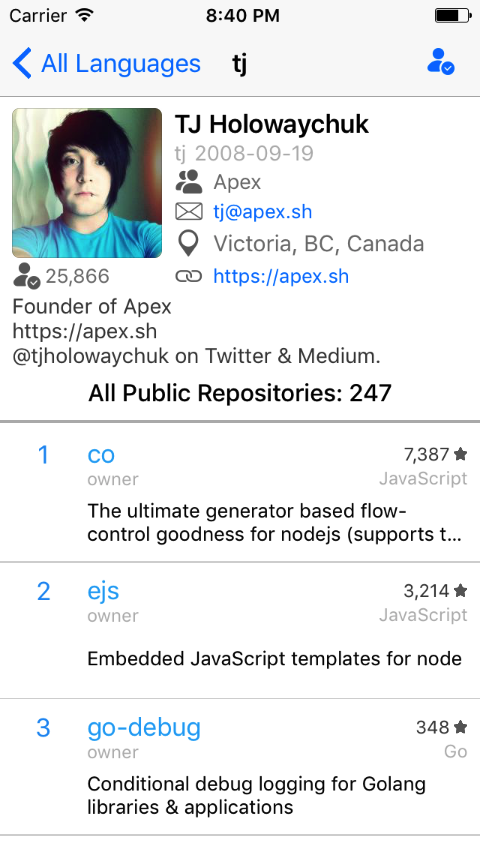 Carrier 8:40 PM
All Languages tj
TJ Holowaychuk
tj 2008-09-19
Apex
tj@apex.sh
Victoria, BC, Canada
25,866 https://apex.sh
Founder of Apex
https://apex.sh
@tjholowaychuk on Twitter & Medium.
All Public Repositories: 247
1 co 7,387
owner JavaScript
The ultimate generator based flow-
control goodness for nodejs (supports t...
2 ejs 3,214
owner JavaScript
Embedded JavaScript templates for node
3 go-debug 348
owner Go
Conditional debug logging for Golang
libraries & applications